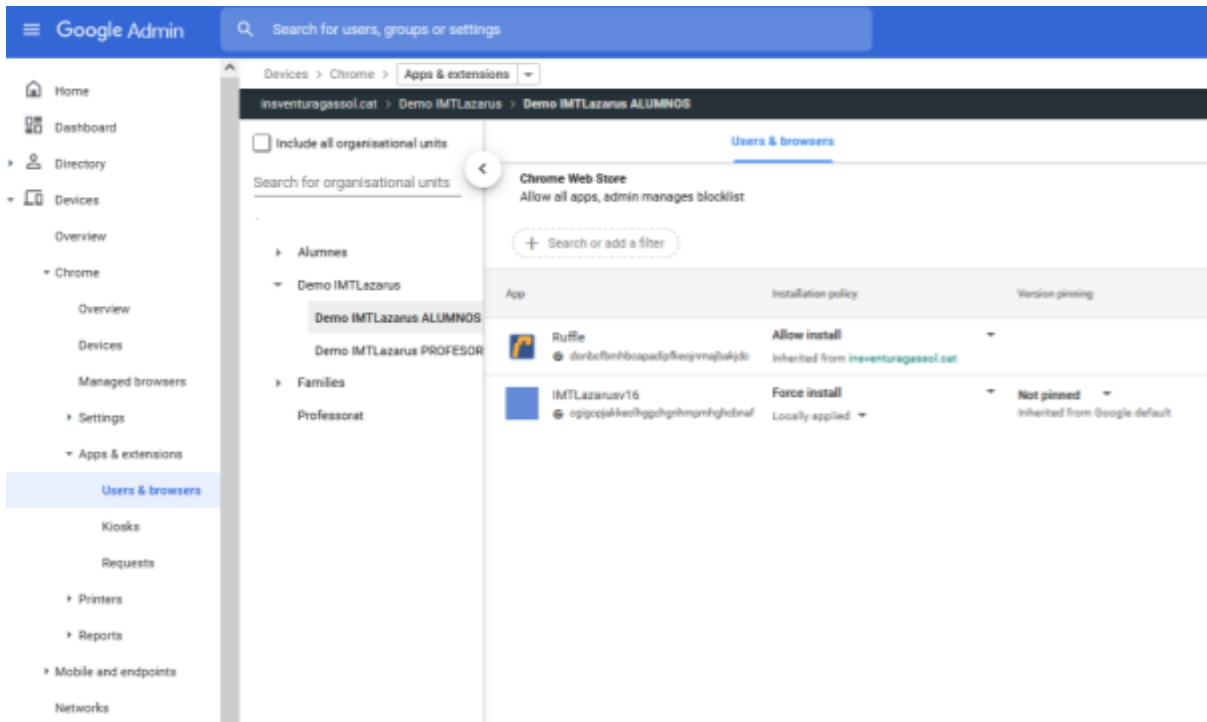 Google Admin
Search for users, groups or settings
Home
Dashboard
Directory
Devices
Overview
Chrome
Overview
Devices
Managed browsers
Settings
Apps & extensions
Users & browsers
Kiosks
Requests
Printers
Reports
Mobile and endpoints
Networks
Devices > Chrome > Apps & extensions
insventuragassol.cat > Demo IMTLazarus > Demo IMTLazarus ALUMNOS
Include all organisational units
Search for organisational units
Alumnes
Demo IMTLazarus
Demo IMTLazarus ALUMNOS
Demo IMTLazarus PROFESOR
Families
Professorat
Users & browsers
Chrome Web Store
Allow all apps, admin manages blocklist
+ Search or add a filter
App Installation policy Version pinning
Ruffle Allow install
Inherited from insventuragassol.cat
IMTLazarusv16 Force install Not pinned
Locally applied Inherited from Google default